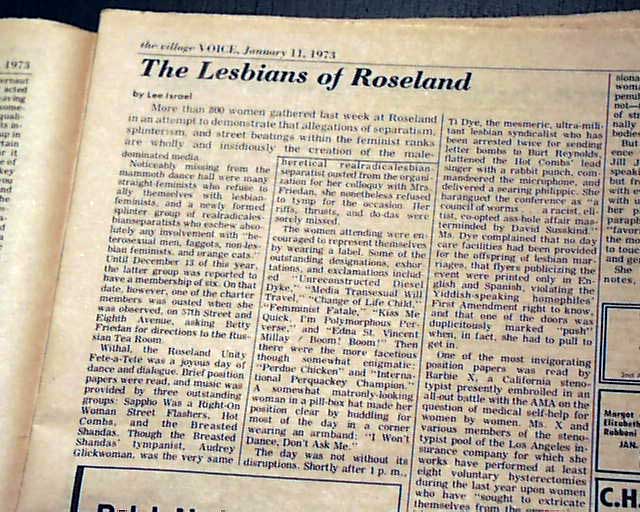 1973
the village VOICE, January 11, 1973
The Lesbians of Roseland
by Lee Israel
More than 800 women gathered last week at Roseland
in an attempt to demonstrate that allegations of separatism,
splinterism, and street beatings within the feminist ranks
are wholly and insidiously the creation of the male-
dominated media.
Noticeably missing from the
mammoth dance hall were many
straight-feminists who refuse to
ally themselves with lesbian-
feminists, and a newly formed
splinter group of realradicales-
bianseparatists who eschew abso-
lutely any involvement with "he-
terosexual men, faggots, non-les-
bian feminists, and orange cats."
Until December 13 of this year,
the latter group was reported to
have a membership of six. On that
date, however, one of the charter
members was ousted when she
was observed, on 57th Street and
Eighth Avenue, asking Betty
Friedan for directions to the Rus-
sian Tea Room.
Withal, the Roseland Unity
Fete-a-Tete was a joyous day of
dance and dialogue. Brief position
papers were read, and music was
provided by three outstanding
groups: Sappho Was a Right-On
Woman Street Flashers, Hot
Combs, and the Breasted
Shandas. Though the Breasted
Shandas' tympanist, Audrey
Glickwoman, was the very same
heretical realradicalesbian-
separatist ousted from the organi-
zation for her colloquy with Mrs.
Friedan, she nonetheless refused
to tymp for the occasion. Her
riffs, thrusts, and do-das were
sorely missed.
The women attending were en-
couraged to represent themselves
by wearing a label. Some of the
outstanding designations, exhor-
tations, and exclamations includ-
ed "Unreconstructed Diesel
Dyke," "Media Transexual Will
Travel," "Change of Life Child,"
"Femmunist Fatale," "Kiss Me
Quick, I'm Polymorphous Per-
verse," and "Edna St. Vincent
Millay / Boom! Boom!" Then
there were the more facetious
though somewhat enigmatic:
"Perdue Chicken" and "Interna-
tional Perquackey Champion."
A somewhat matronly-looking
woman in a pill-box hat made her
position clear by huddling for
most of the day in a corner
wearing an armband: "I Won't
Dance, Don't Ask Me."
The day was not without its
disruptions. Shortly after 1 p. m.,
Ti Dye, the mesmeric, ultra-mili-
tant lesbian syndicalist who has
been arrested twice for sending
letter bombs to Burt Reynolds,
flattened the Hot Combs' lead
singer with a rabbit punch, com-
mandeered the microphone, and
delivered a searing philippic. She
harangued the conference as "a
council of worms . . . a racist, eli-
tist, co-opted ass-hole affair mas-
terminded by David Susskind."
Ms. Dye complained that no day
care facilities had been provided
for the offspring of lesbian mar-
riages, that flyers publicizing the
event were printed only in En-
glish and Spanish, violating the
Yiddish-speaking homophiles'
First Amendment right to know,
and that one of the doors was
duplicitously marked "push"
when, in fact, she had to pull to
get in.
One of the most invigorating
position papers was read by
Barbie X, a California steno-
typist presently embroiled in an
all-out battle with the AMA on the
question of medical self-help for
women by women. Ms. X and
various members of the steno-
typist pool of the Los Angeles in-
surance company for which she
works have performed at least
eight voluntary hysterectomies
during the last year upon women
who have "sought to extricate
themselves from the
Margot
Elizabeth
Rubboni
JAN.
C.H.